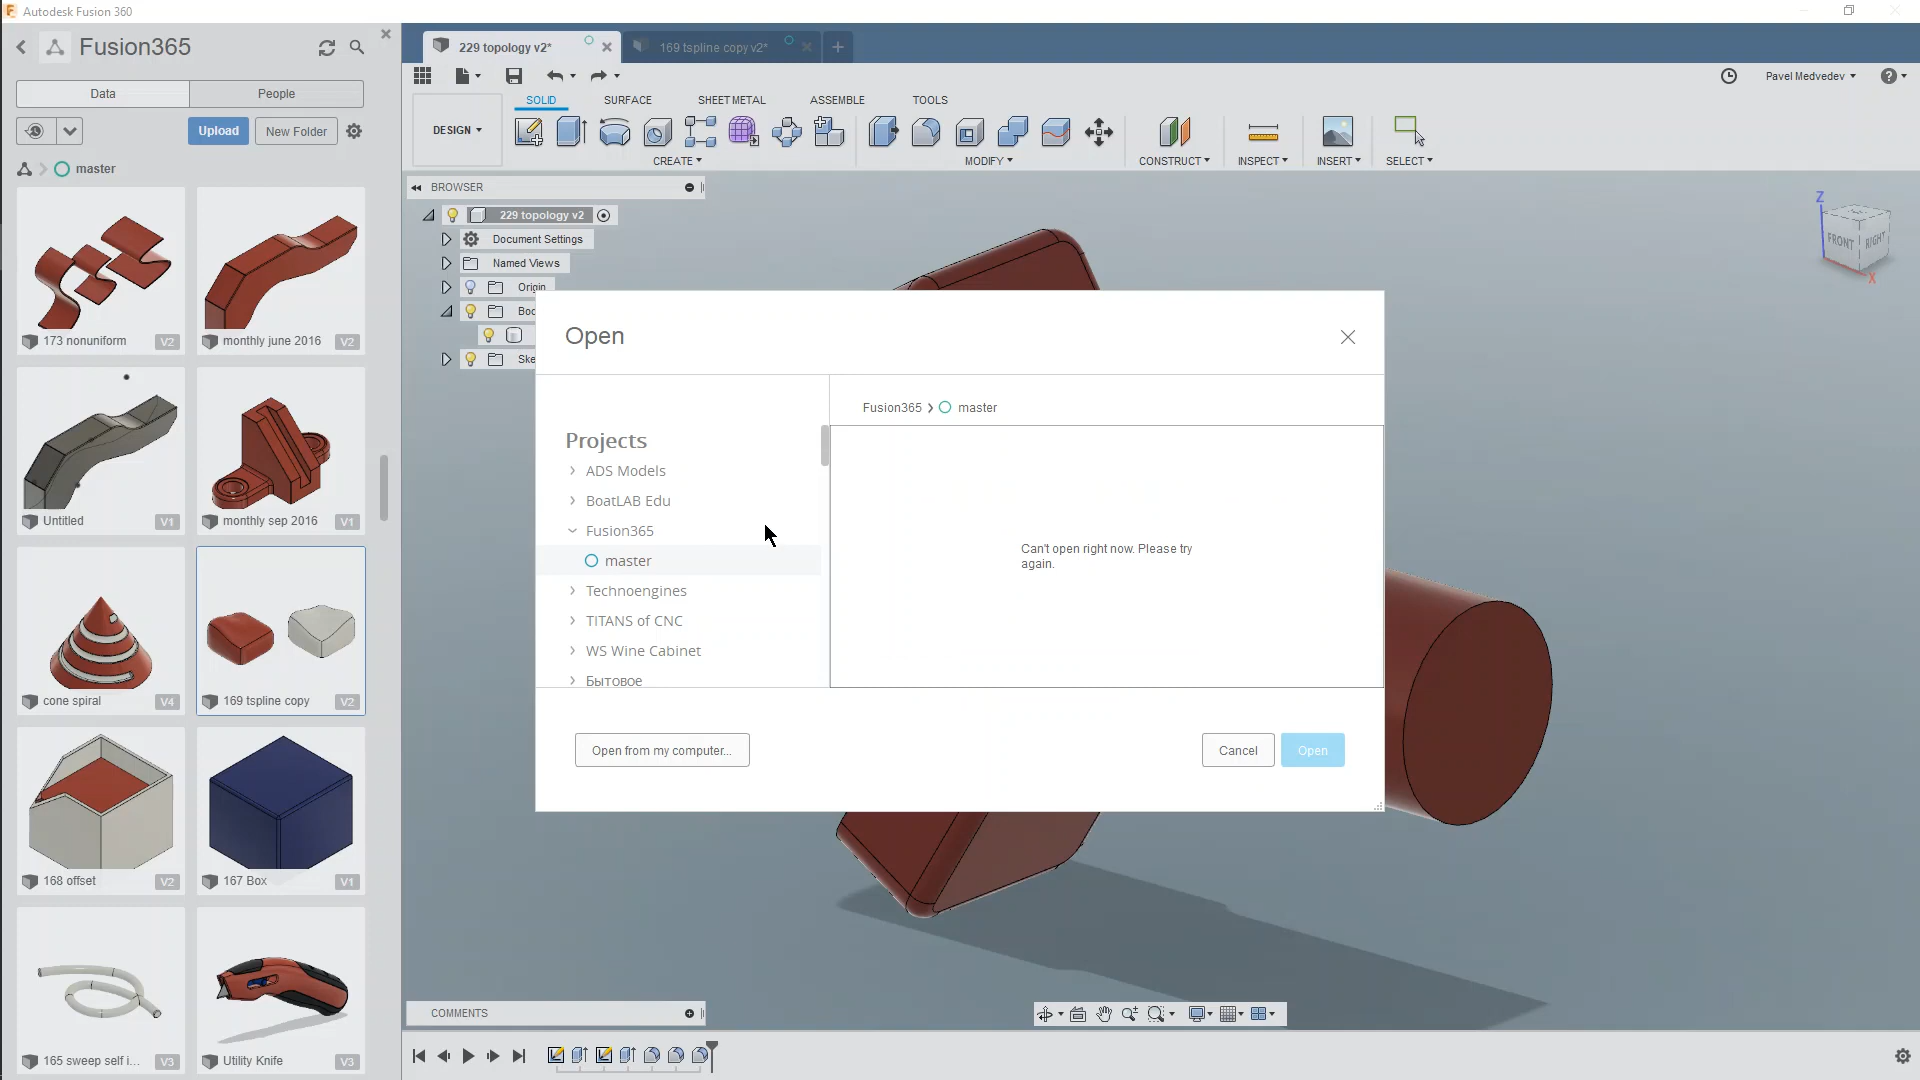 Autodesk Fusion 360
Fusion365
Data
People
Upload
New Folder
master
173 nonuniform
V2
monthly june 2016
V2
Untitled
V1
monthly sep 2016
V1
cone spiral
V4
169 tspline copy
V2
168 offset
V2
167 Box
V1
165 sweep self i...
V3
Utility Knife
V3
229 topology v2*
169 tspline copy v2*
Pavel Medvedev
DESIGN
SOLID
SURFACE
SHEET METAL
ASSEMBLE
TOOLS
CREATE
MODIFY
CONSTRUCT
INSPECT
INSERT
SELECT
BROWSER
229 topology v2
Document Settings
Named Views
Origin
Boo
Ske
Z
FRONT
RIGHT
X
Open
Projects
ADS Models
BoatLAB Edu
Fusion365
master
Technoengines
TITANS of CNC
WS Wine Cabinet
Бытовое
Fusion365 > master
Can't open right now. Please try
again.
Open from my computer...
Cancel
Open
COMMENTS